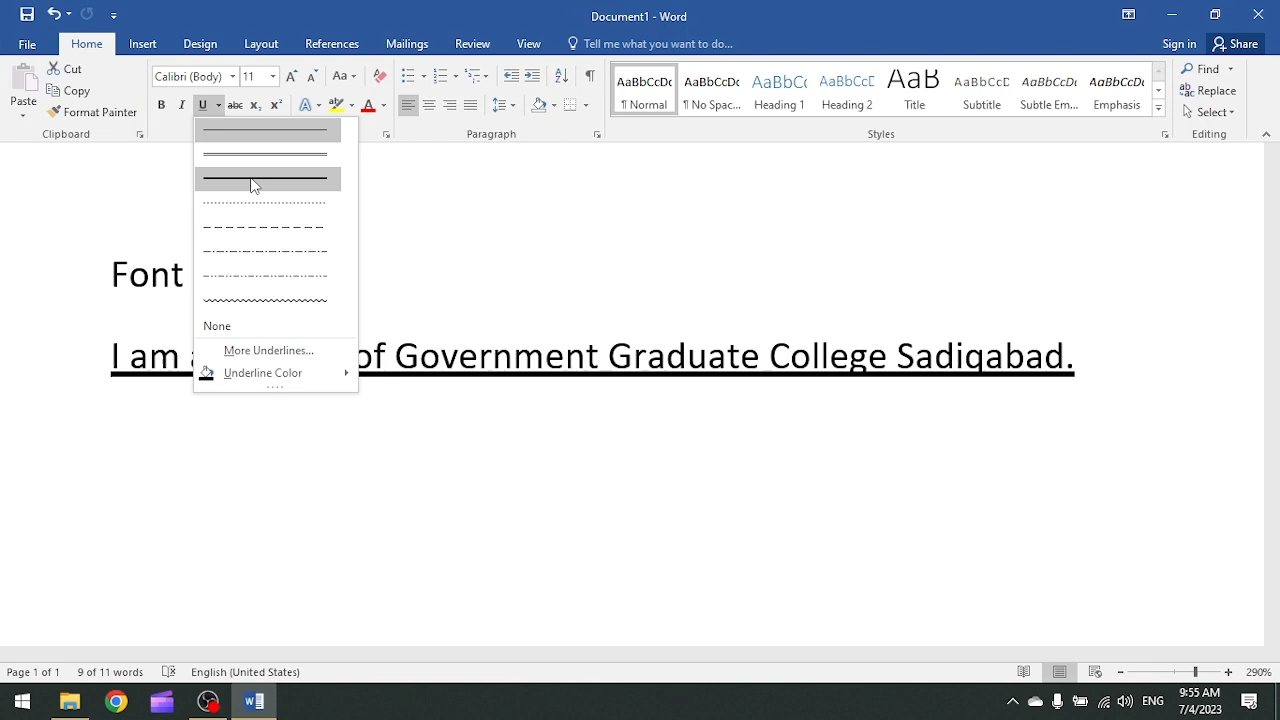 Document1 - Word
File Home Insert Design Layout References Mailings Review View Tell me what you want to do... Sign in Share
Paste Cut Copy Format Painter
Calibri (Body) 11
AaBbCcDc ¶ Normal
AaBbCcDc ¶ No Spac...
AaBbC( Heading 1
AaBbCcC Heading 2
AaB Title
AaBbCcD Subtitle
AaBbCcDc Subtle Em...
AaBbCcDc Emphasis
Find
Replace
Select
Clipboard Paragraph Styles Editing
None
More Underlines...
Underline Color
Font
I am a of Government Graduate College Sadiqabad.
Page 1 of 1 9 of 11 words English (United States) 290%
ENG 9:55 AM
7/4/2023